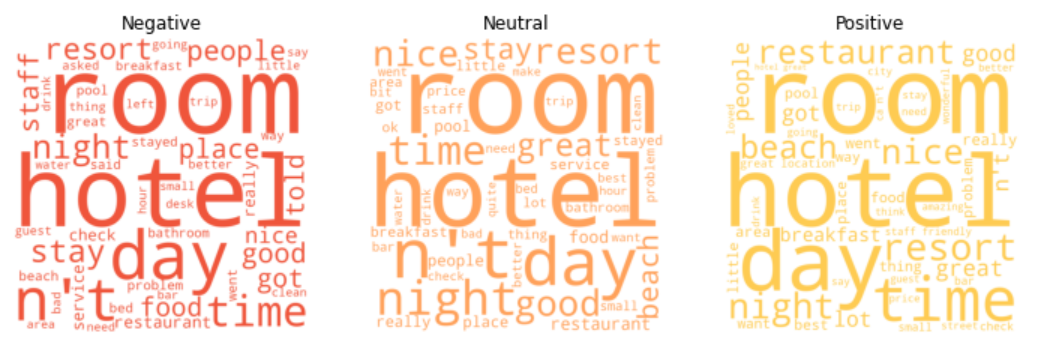 Negative
resort going people say
staff asked breakfast little
drink room
pool
thing left trip
great
night stayed place way
water said better
hotel told
really
small
hour desk
guest check bathroom nice
stay day good
beach problem went got
n't bad service bar clean
bed food time
area need restaurant
Neutral
nice stay resort
went little make
area room
bit price
got staff trip clean
ok pool
time need great stayed
service problem
hotel best
way bed hour
water drink quite lot bathroom
breakfast bad thing food want
bar n't day beach
people better
check
night good small
really place restaurant
Positive
people restaurant good
hotel great city better
room
pool stay wonderful
loved got trip can't need
going
beach went nice really
great location way n't
hotel problem
food
drink place think amazing
area breakfast staff friendly
day resort
little thing great
say guest bar
night price time
want best lot small street check